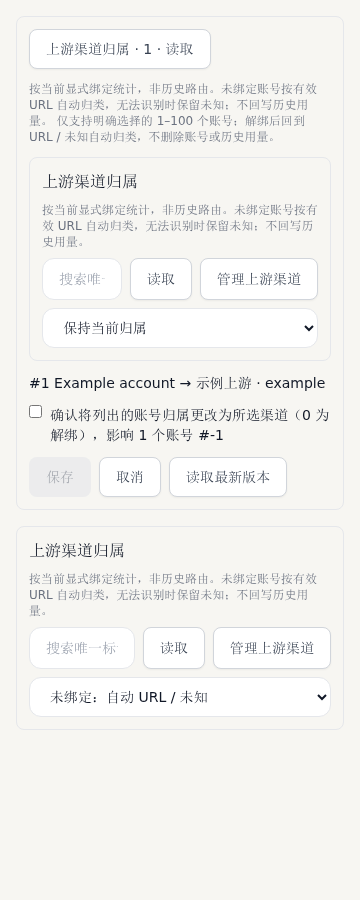 上游渠道归属 · 1 · 读取
按当前显式绑定统计，非历史路由。未绑定账号按有效
URL 自动归类，无法识别时保留未知；不回写历史用
量。 仅支持明确选择的 1–100 个账号；解绑后回到
URL / 未知自动归类，不删除账号或历史用量。
上游渠道归属
按当前显式绑定统计，非历史路由。未绑定账号按有
效 URL 自动归类，无法识别时保留未知；不回写历
史用量。
搜索唯一
读取
管理上游渠道
保持当前归属
#1 Example account → 示例上游 · example
确认将列出的账号归属更改为所选渠道（0 为
解绑），影响 1 个账号 #-1
保存
取消
读取最新版本
上游渠道归属
按当前显式绑定统计，非历史路由。未绑定账号按有效
URL 自动归类，无法识别时保留未知；不回写历史用
量。
搜索唯一标
读取
管理上游渠道
未绑定：自动 URL / 未知